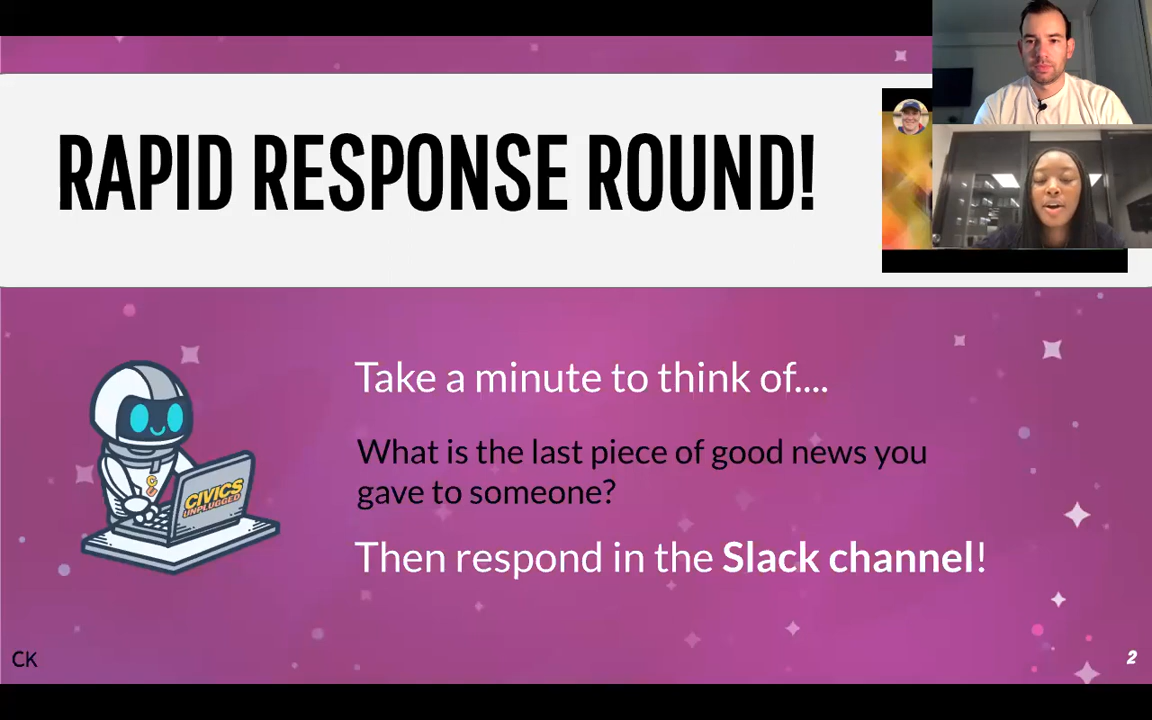 RAPID RESPONSE ROUND!
Take a minute to think of....
What is the last piece of good news you
gave to someone?
Then respond in the Slack channel!
CIVICS
UNPLUGGED
CK
2